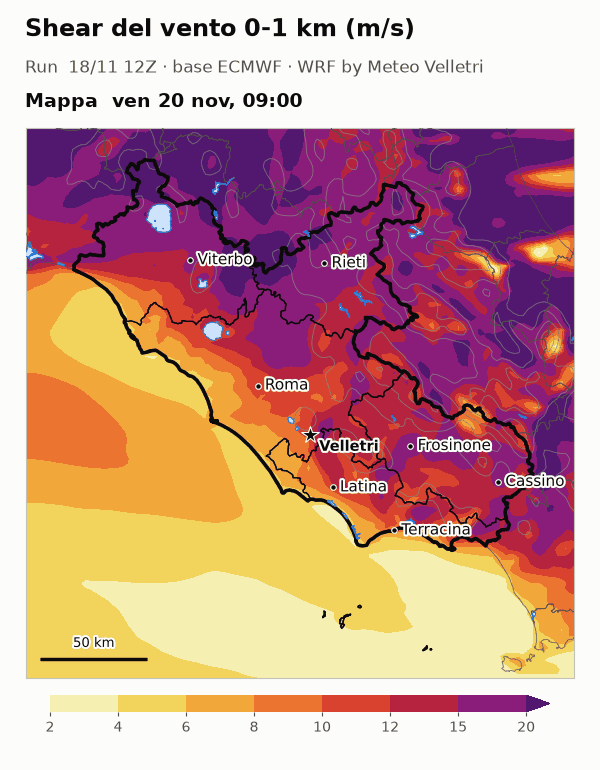 Shear del vento 0-1 km (m/s)
Run 18/11 12Z · base ECMWF · WRF by Meteo Velletri
Mappa ven 20 nov, 09:00
Viterbo
Rieti
Roma
Velletri
Frosinone
Cassino
Latina
Terracina
50 km
2 4 6 8 10 12 15 20